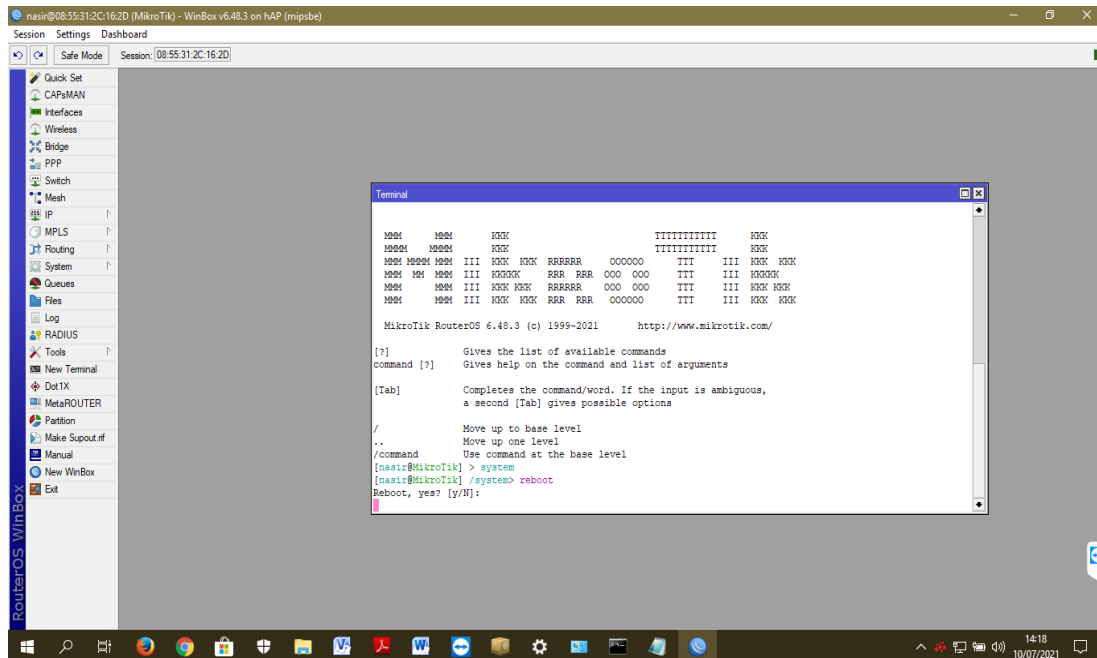 nasir@08:55:31:2C:16:2D (MikroTik) - WinBox v6.48.3 on hAP (mipsbe)
Session Settings Dashboard
Safe Mode Session: 08:55:31:2C:16:2D
Quick Set
CAPsMAN
Interfaces
Wireless
Bridge
PPP
Switch
Mesh
IP
MPLS
Routing
System
Queues
Files
Log
RADIUS
Tools
New Terminal
Dot1X
MetaROUTER
Partition
Make Supout.rif
Manual
New WinBox
Exit
RouterOS WinBox
Terminal
MMM MMM KKK TTTTTTTTTTT KKK
MMMM MMMM KKK TTTTTTTTTTT KKK
MMM MMMM MMM III KKK KKK RRRRRR OOOOOO TTT III KKK KKK
MMM MM MMM III KKKKK RRR RRR OOO OOO TTT III KKKKK
MMM MMM III KKK KKK RRRRRR OOO OOO TTT III KKK KKK
MMM MMM III KKK KKK RRR RRR OOOOOO TTT III KKK KKK
MikroTik RouterOS 6.48.3 (c) 1999-2021 http://www.mikrotik.com/
[?] Gives the list of available commands
command [?] Gives help on the command and list of arguments
[Tab] Completes the command/word. If the input is ambiguous,
a second [Tab] gives possible options
/ Move up to base level
.. Move up one level
/command Use command at the base level
[nasir@MikroTik] > system
[nasir@MikroTik] /system> reboot
Reboot, yes? [y/N]:
14:18
10/07/2021